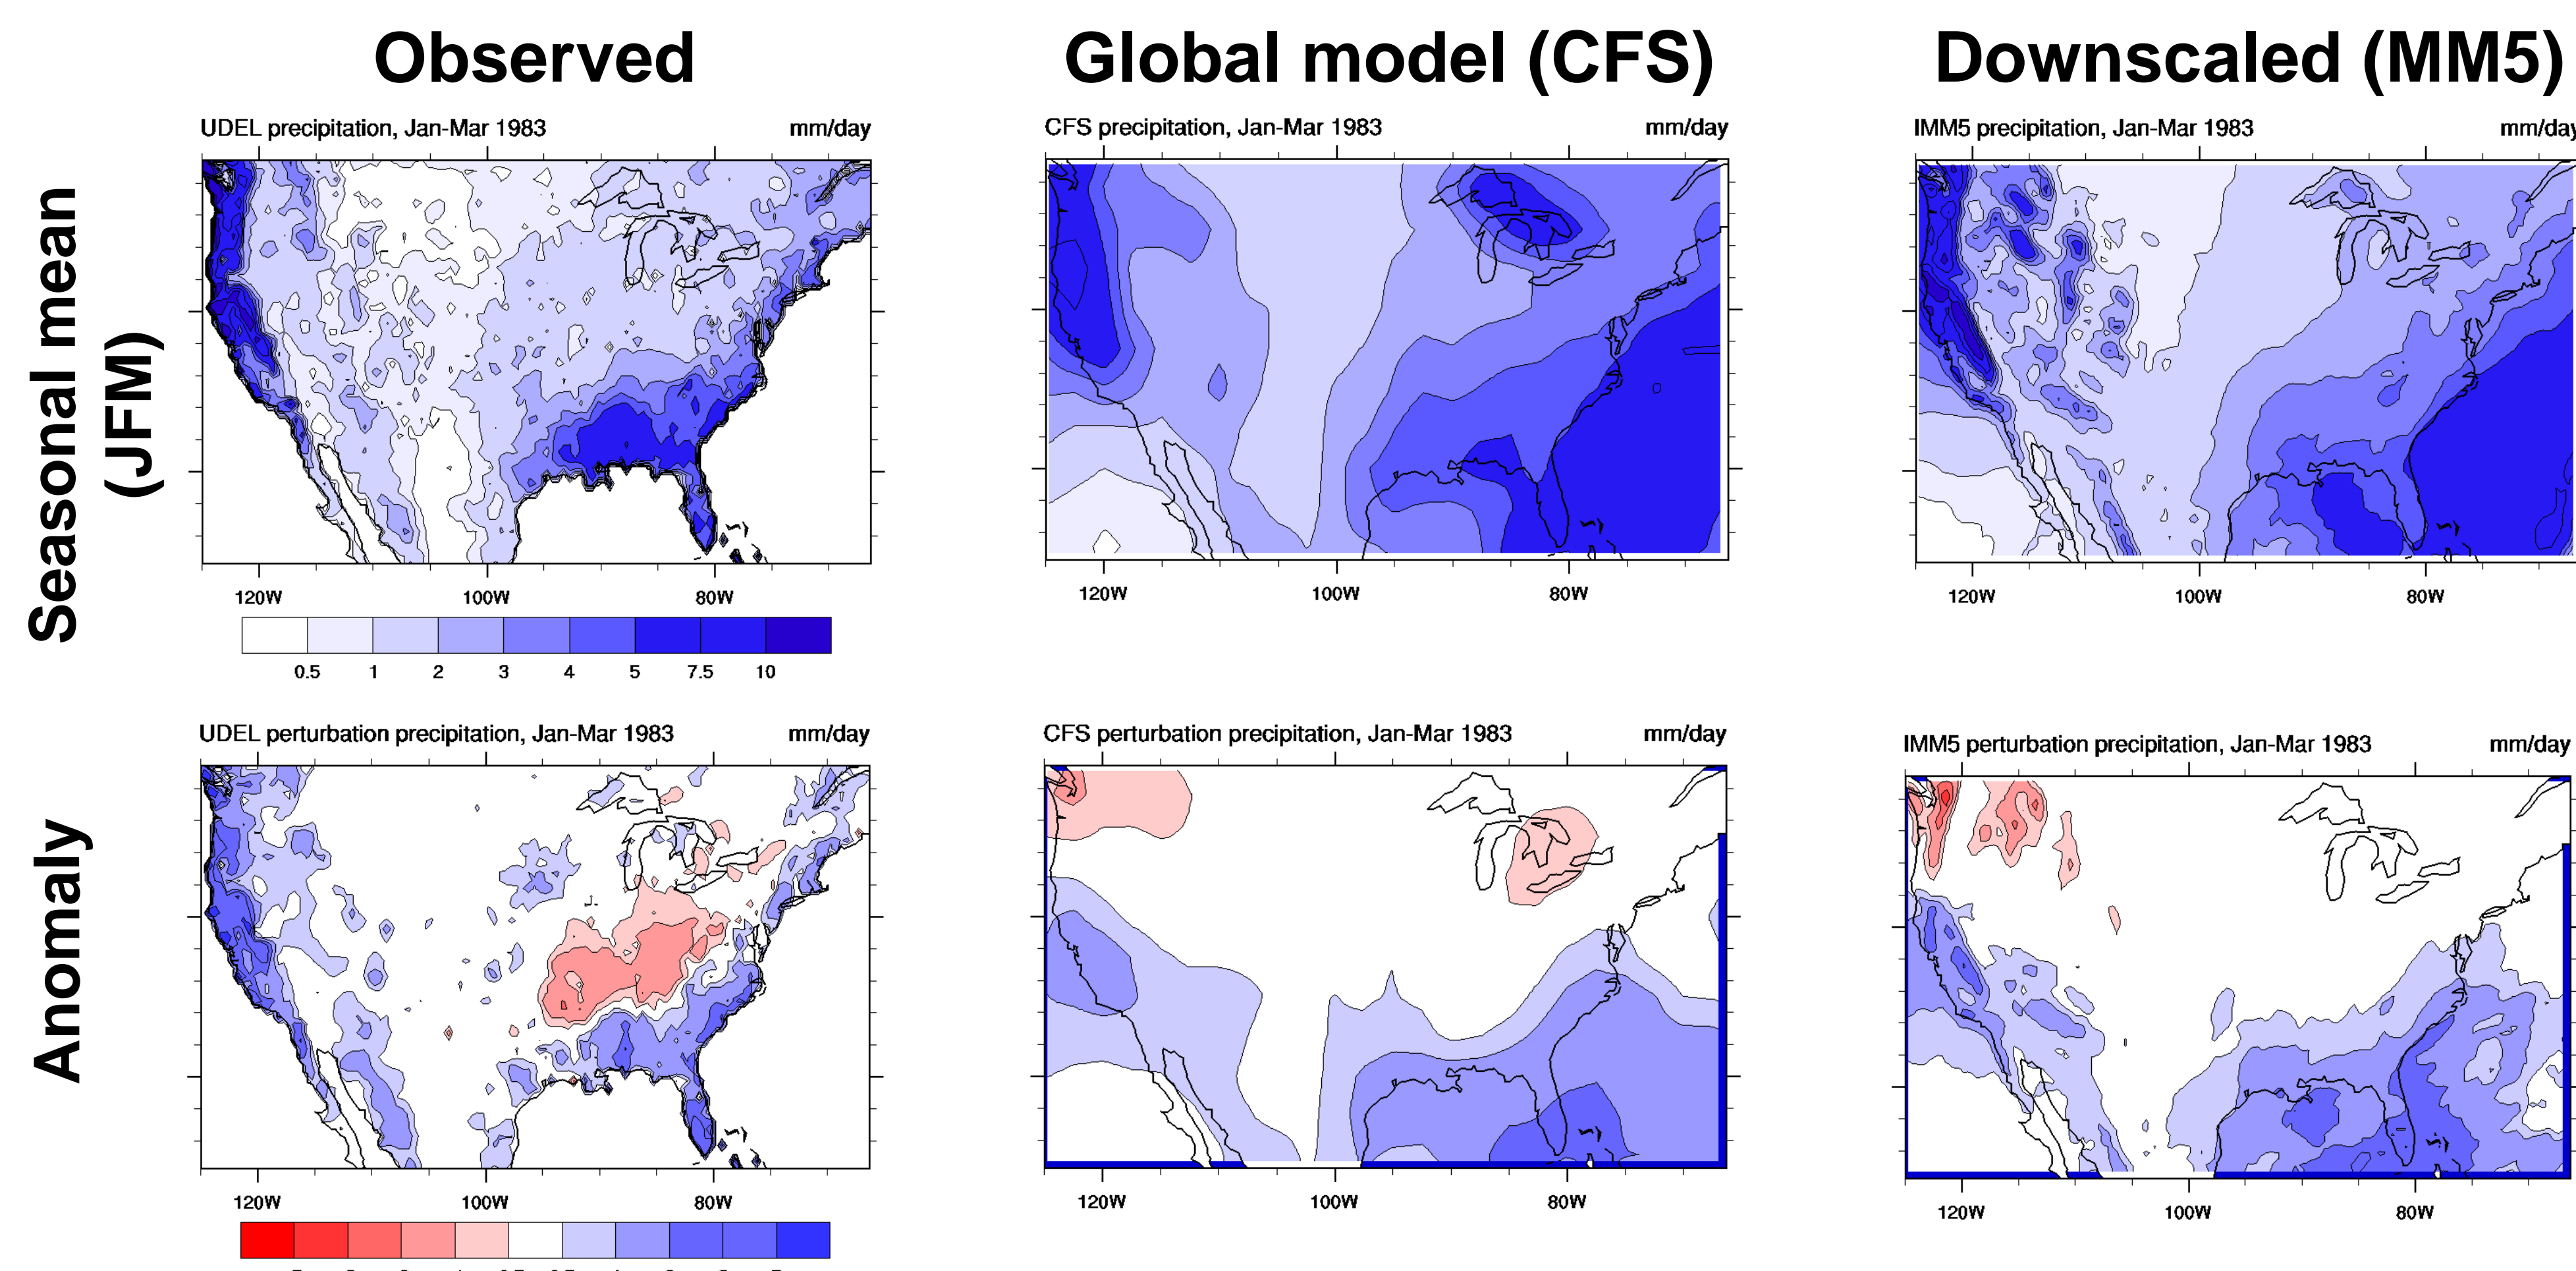 Observed
Global model (CFS)
Downscaled (MM5)
Seasonal mean
(JFM)
UDEL precipitation, Jan-Mar 1983 mm/day
120W 100W 80W
0.5 1 2 3 4 5 7.5 10
CFS precipitation, Jan-Mar 1983 mm/day
120W 100W 80W
IMM5 precipitation, Jan-Mar 1983 mm/day
120W 100W 80W
Anomaly
UDEL perturbation precipitation, Jan-Mar 1983 mm/day
120W 100W 80W
CFS perturbation precipitation, Jan-Mar 1983 mm/day
120W 100W 80W
IMM5 perturbation precipitation, Jan-Mar 1983 mm/day
120W 100W 80W